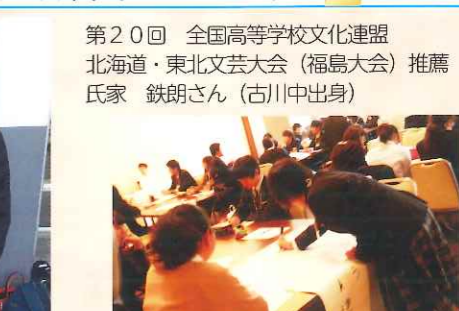 第２０回　全国高等学校文化連盟
北海道・東北文芸大会（福島大会）推薦
氏家　鉄朗さん（古川中出身）